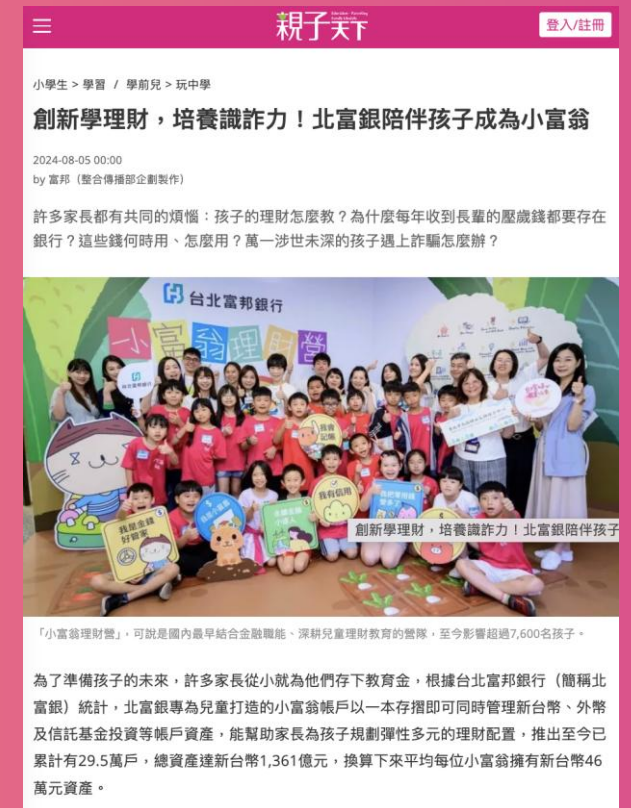 親子天下
登入/註冊
小學生 > 學習 / 學前兒 > 玩中學
創新學理財，培養識詐力！北富銀陪伴孩子成為小富翁
2024-08-05 00:00
by 富邦（整合傳播部企劃製作）
許多家長都有共同的煩惱：孩子的理財怎麼教？為什麼每年收到長輩的壓歲錢都要存在
銀行？這些錢何時用、怎麼用？萬一涉世未深的孩子遇上詐騙怎麼辦？
台北富邦銀行
小富翁理財營
台北富邦銀行
我會
記帳
我有信用
我是金錢
好管家
創新學理財，培養識詐力！北富銀陪伴孩子
「小富翁理財營」，可說是國內最早結合金融職能、深耕兒童理財教育的營隊，至今影響超過7,600名孩子。
為了準備孩子的未來，許多家長從小就為他們存下教育金，根據台北富邦銀行（簡稱北
富銀）統計，北富銀專為兒童打造的小富翁帳戶以一本存摺即可同時管理新台幣、外幣
及信託基金投資等帳戶資產，能幫助家長為孩子規劃彈性多元的理財配置，推出至今已
累計有29.5萬戶，總資產達新台幣1,361億元，換算下來平均每位小富翁擁有新台幣46
萬元資產。